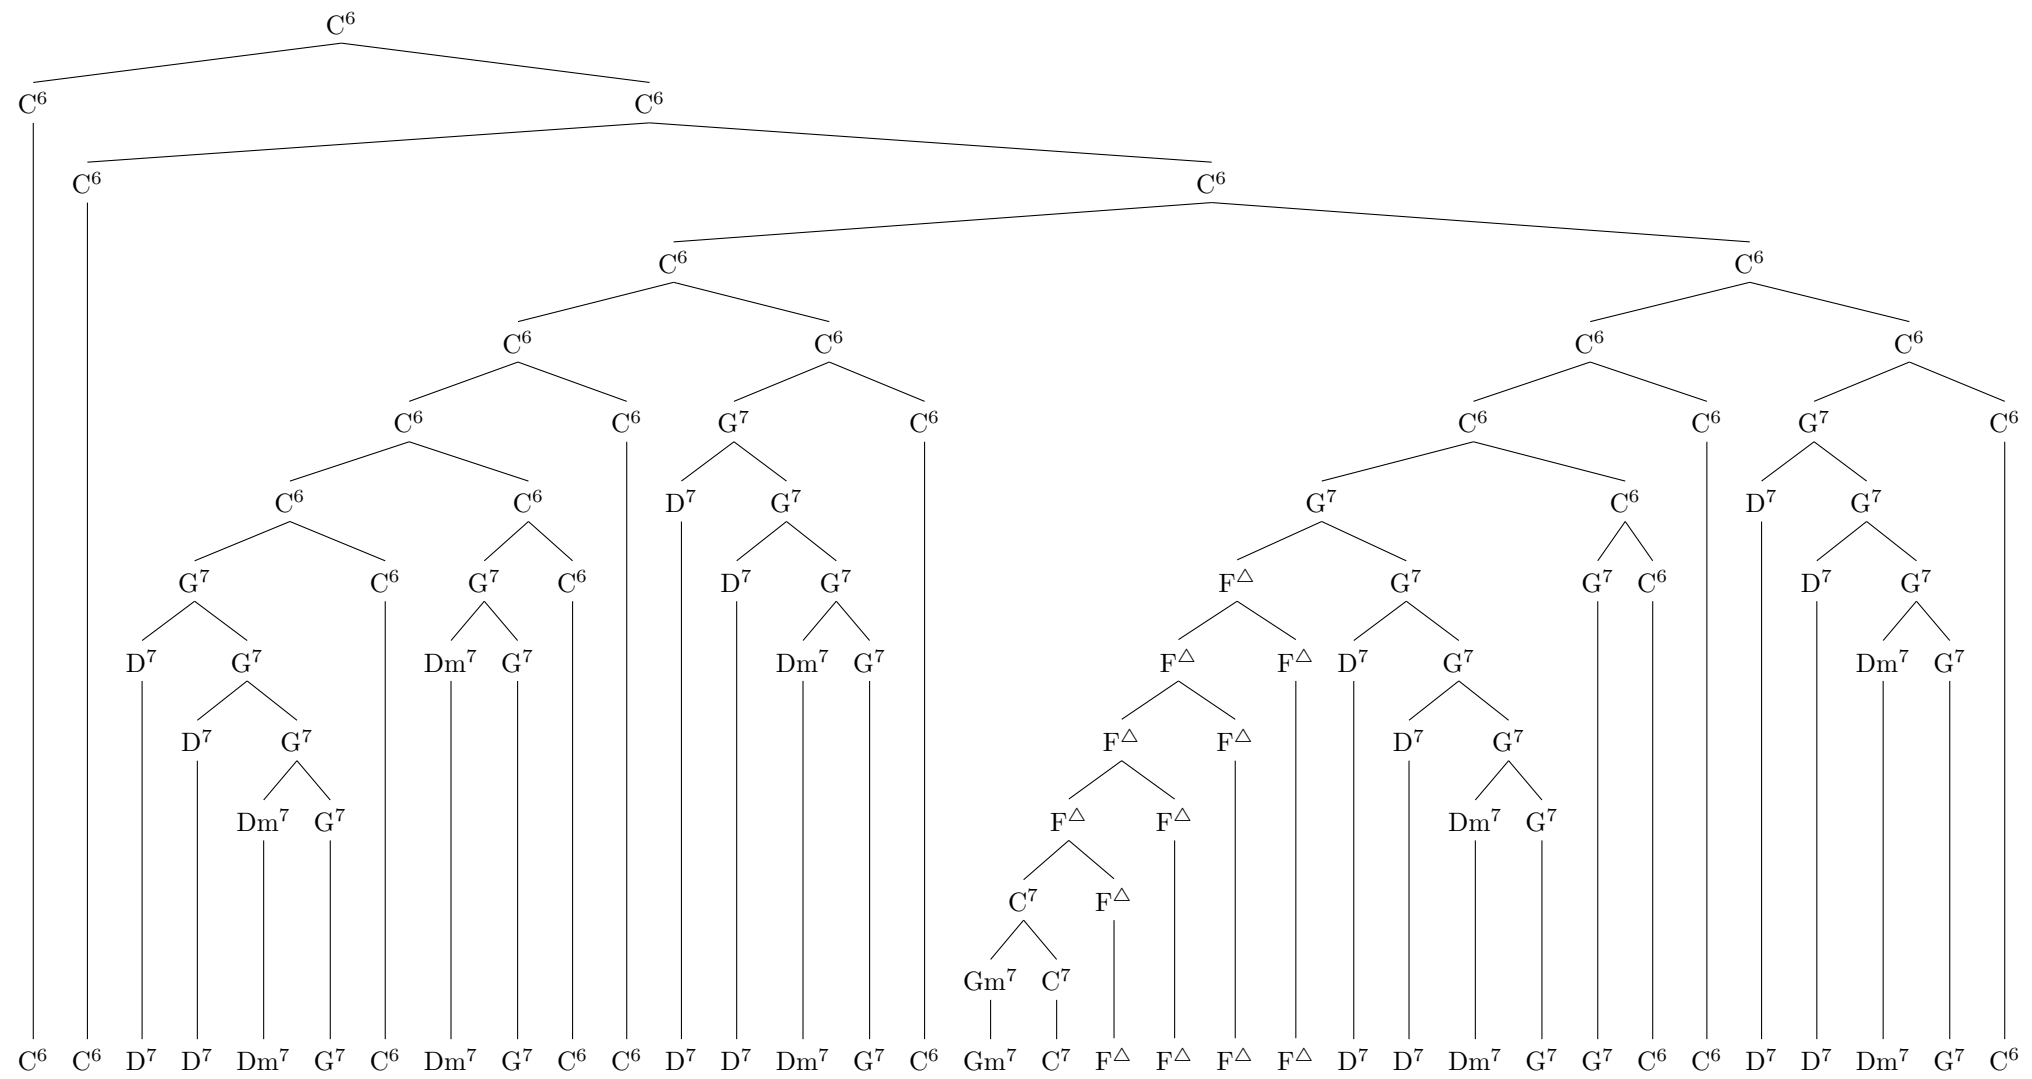 C⁶
C⁶ C⁶
C⁶ C⁶
C⁶ C⁶
C⁶ C⁶ C⁶ C⁶
C⁶ C⁶ G⁷ C⁶ C⁶ C⁶ G⁷ C⁶
C⁶ C⁶ D⁷ G⁷ G⁷ C⁶ D⁷ G⁷
G⁷ C⁶ G⁷ C⁶ D⁷ G⁷ F△ G⁷ G⁷ C⁶ D⁷ G⁷
D⁷ G⁷ Dm⁷ G⁷ Dm⁷ G⁷ F△ F△ D⁷ G⁷ Dm⁷ G⁷
D⁷ G⁷ F△ F△ D⁷ G⁷
Dm⁷ G⁷ F△ F△ Dm⁷ G⁷
C⁷ F△
Gm⁷ C⁷
C⁶ C⁶ D⁷ D⁷ Dm⁷ G⁷ C⁶ Dm⁷ G⁷ C⁶ C⁶ D⁷ D⁷ Dm⁷ G⁷ C⁶ Gm⁷ C⁷ F△ F△ F△ F△ D⁷ D⁷ Dm⁷ G⁷ G⁷ C⁶ C⁶ D⁷ D⁷ Dm⁷ G⁷ C⁶